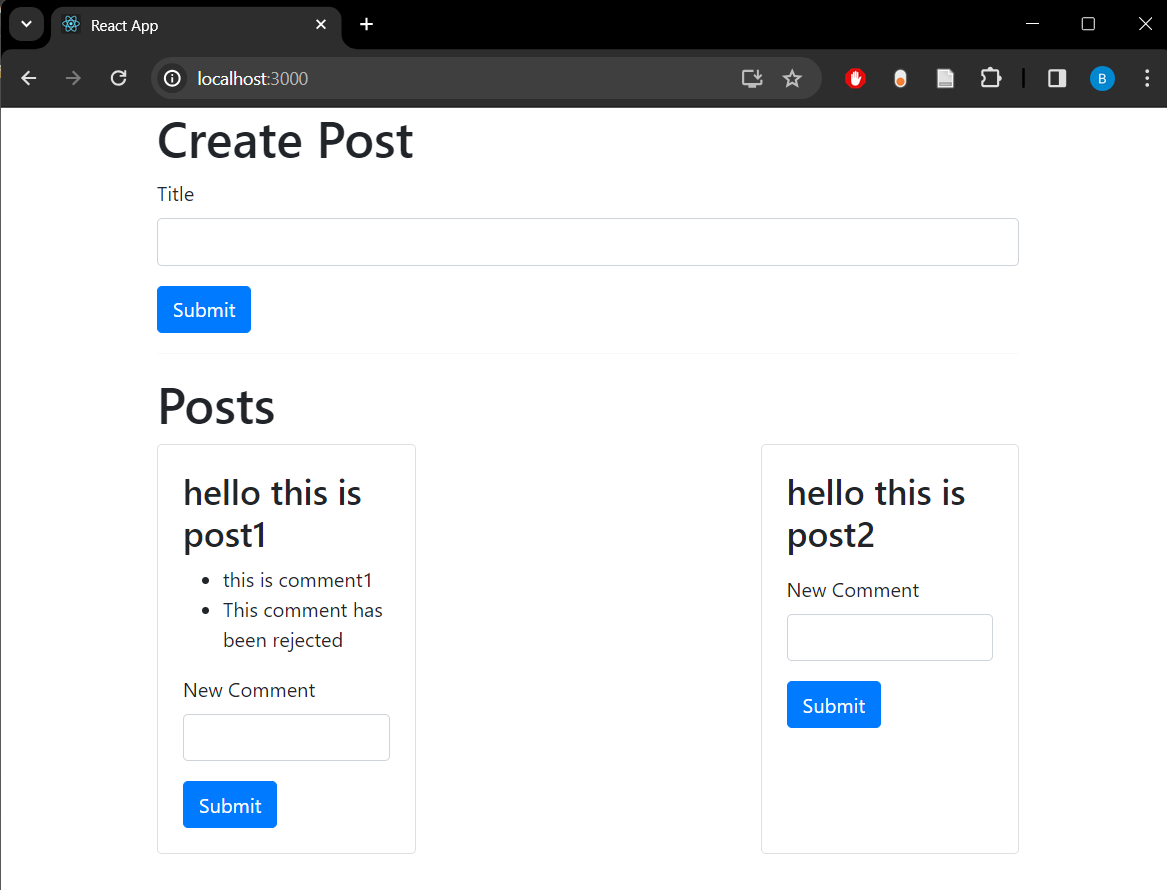 React App
localhost:3000
B
Create Post
Title
Submit
Posts
hello this is
post1
this is comment1
This comment has
been rejected
New Comment
Submit
hello this is
post2
New Comment
Submit